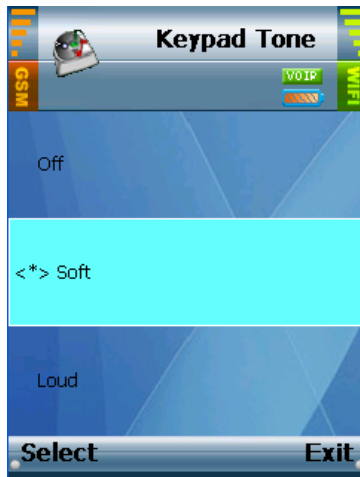 Keypad Tone
GSM
VOIP
WIFI
Off
<*> Soft
Loud
Select
Exit